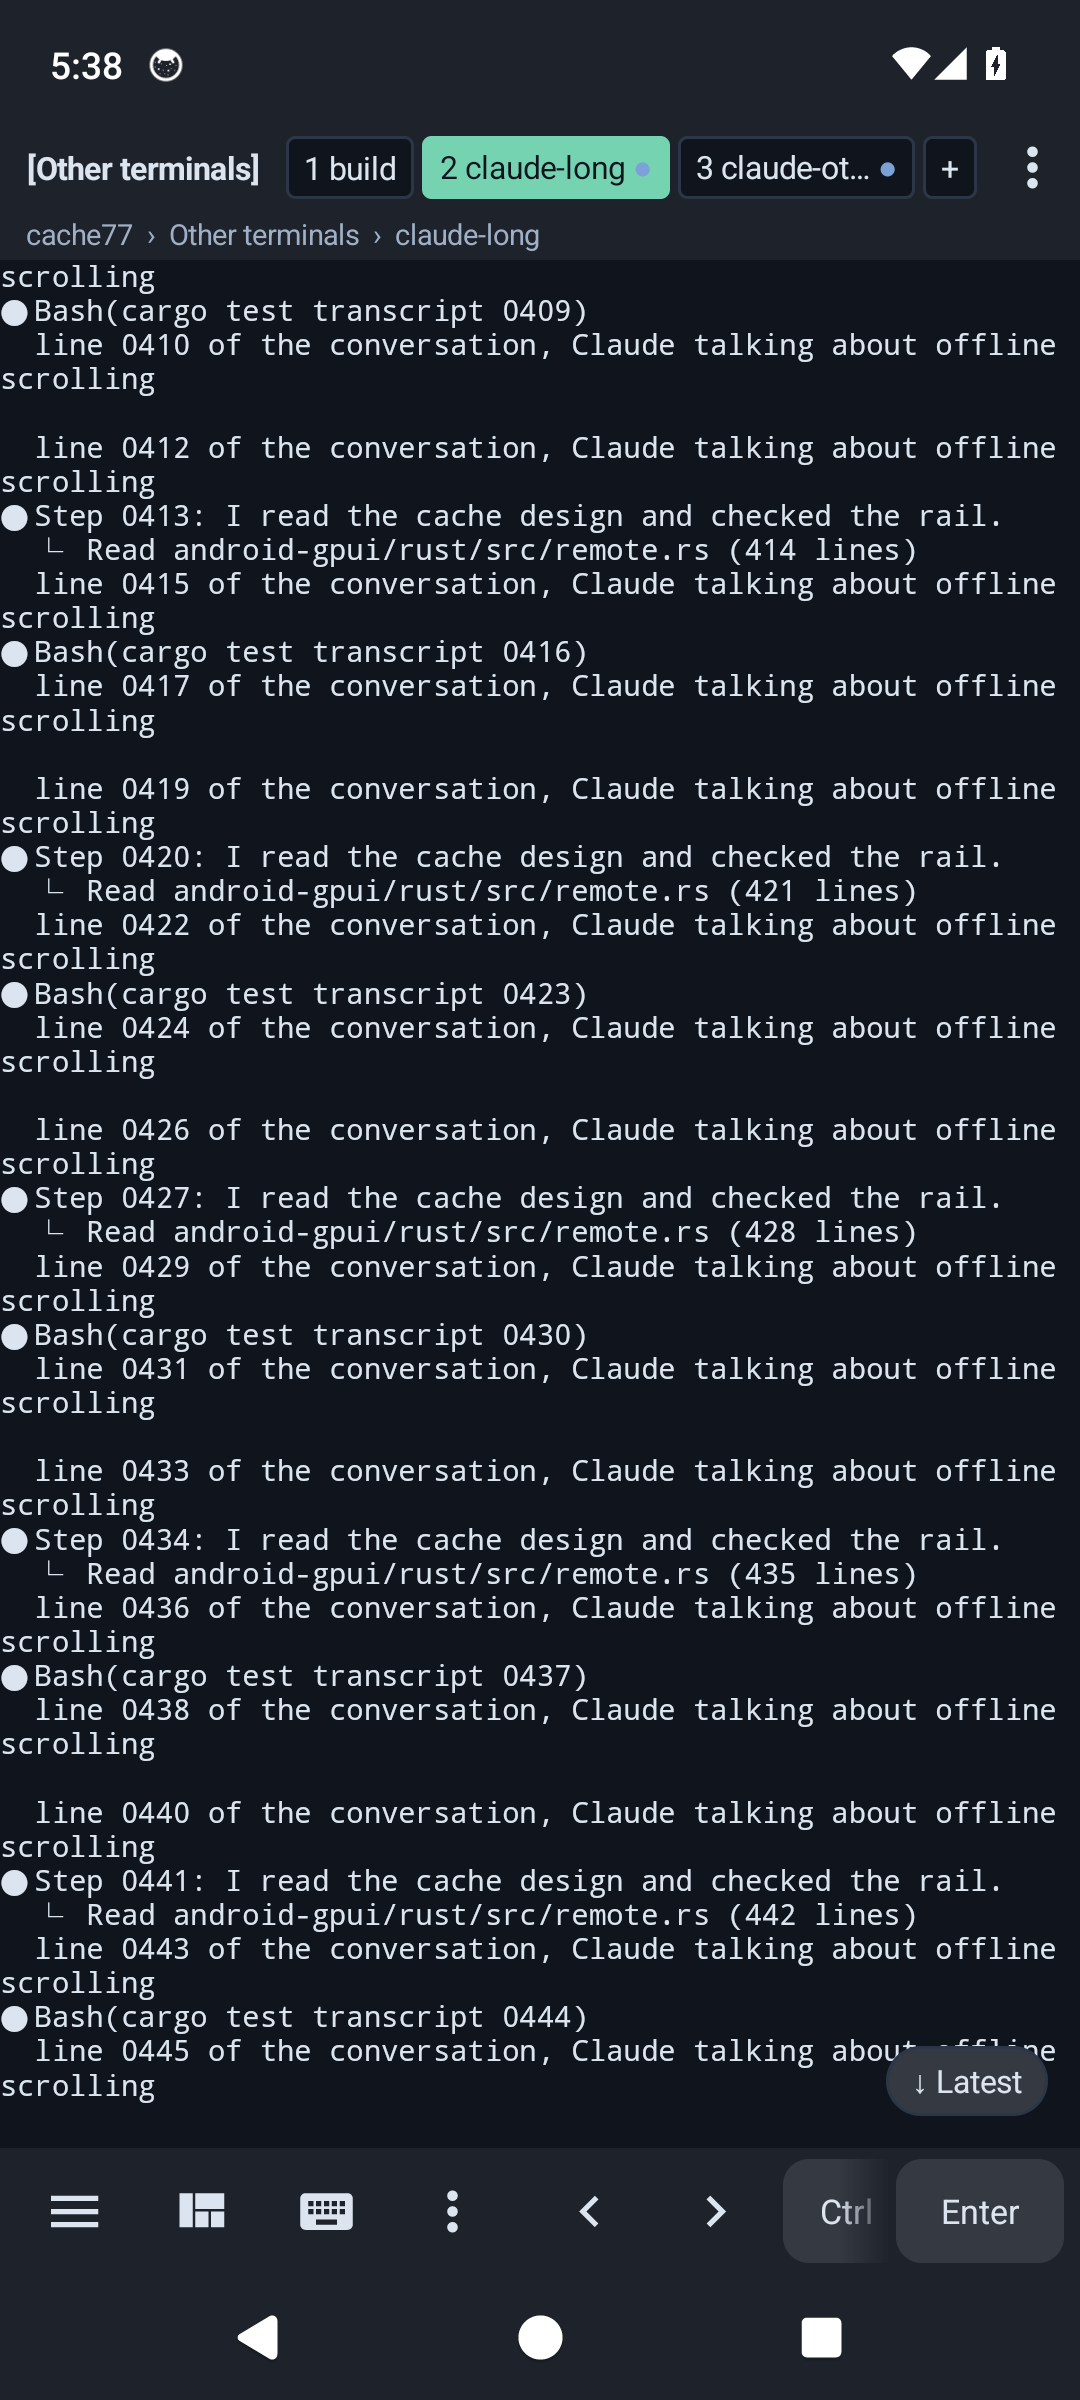 5:38
[Other terminals] 1 build 2 claude-long 3 claude-ot... +
cache77 › Other terminals › claude-long
scrolling
Bash(cargo test transcript 0409)
line 0410 of the conversation, Claude talking about offline
scrolling
line 0412 of the conversation, Claude talking about offline
scrolling
Step 0413: I read the cache design and checked the rail.
└ Read android-gpui/rust/src/remote.rs (414 lines)
line 0415 of the conversation, Claude talking about offline
scrolling
Bash(cargo test transcript 0416)
line 0417 of the conversation, Claude talking about offline
scrolling
line 0419 of the conversation, Claude talking about offline
scrolling
Step 0420: I read the cache design and checked the rail.
└ Read android-gpui/rust/src/remote.rs (421 lines)
line 0422 of the conversation, Claude talking about offline
scrolling
Bash(cargo test transcript 0423)
line 0424 of the conversation, Claude talking about offline
scrolling
line 0426 of the conversation, Claude talking about offline
scrolling
Step 0427: I read the cache design and checked the rail.
└ Read android-gpui/rust/src/remote.rs (428 lines)
line 0429 of the conversation, Claude talking about offline
scrolling
Bash(cargo test transcript 0430)
line 0431 of the conversation, Claude talking about offline
scrolling
line 0433 of the conversation, Claude talking about offline
scrolling
Step 0434: I read the cache design and checked the rail.
└ Read android-gpui/rust/src/remote.rs (435 lines)
line 0436 of the conversation, Claude talking about offline
scrolling
Bash(cargo test transcript 0437)
line 0438 of the conversation, Claude talking about offline
scrolling
line 0440 of the conversation, Claude talking about offline
scrolling
Step 0441: I read the cache design and checked the rail.
└ Read android-gpui/rust/src/remote.rs (442 lines)
line 0443 of the conversation, Claude talking about offline
scrolling
Bash(cargo test transcript 0444)
line 0445 of the conversation, Claude talking about offline
scrolling
↓ Latest
Ctrl Enter